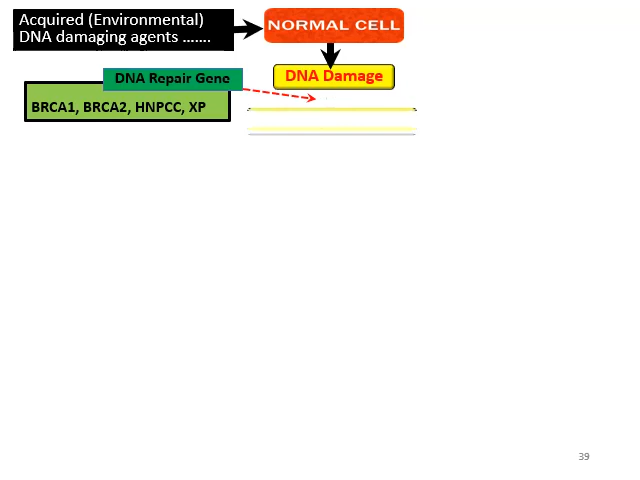 Acquired (Environmental)
DNA damaging agents .......
NORMAL CELL
DNA Damage
DNA Repair Gene
BRCA1, BRCA2, HNPCC, XP
39